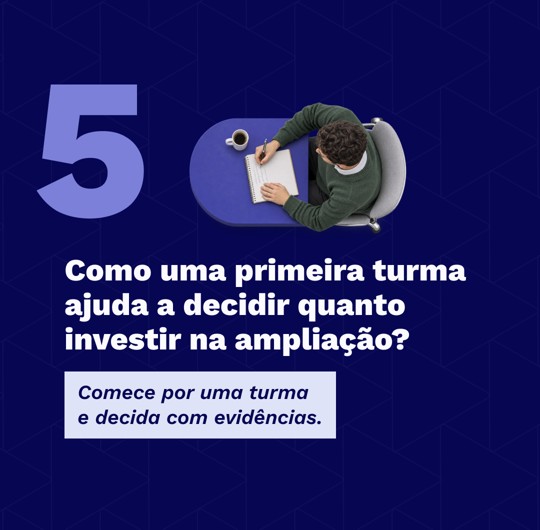 5
Como uma primeira turma
ajuda a decidir quanto
investir na ampliação?
Comece por uma turma
e decida com evidências.